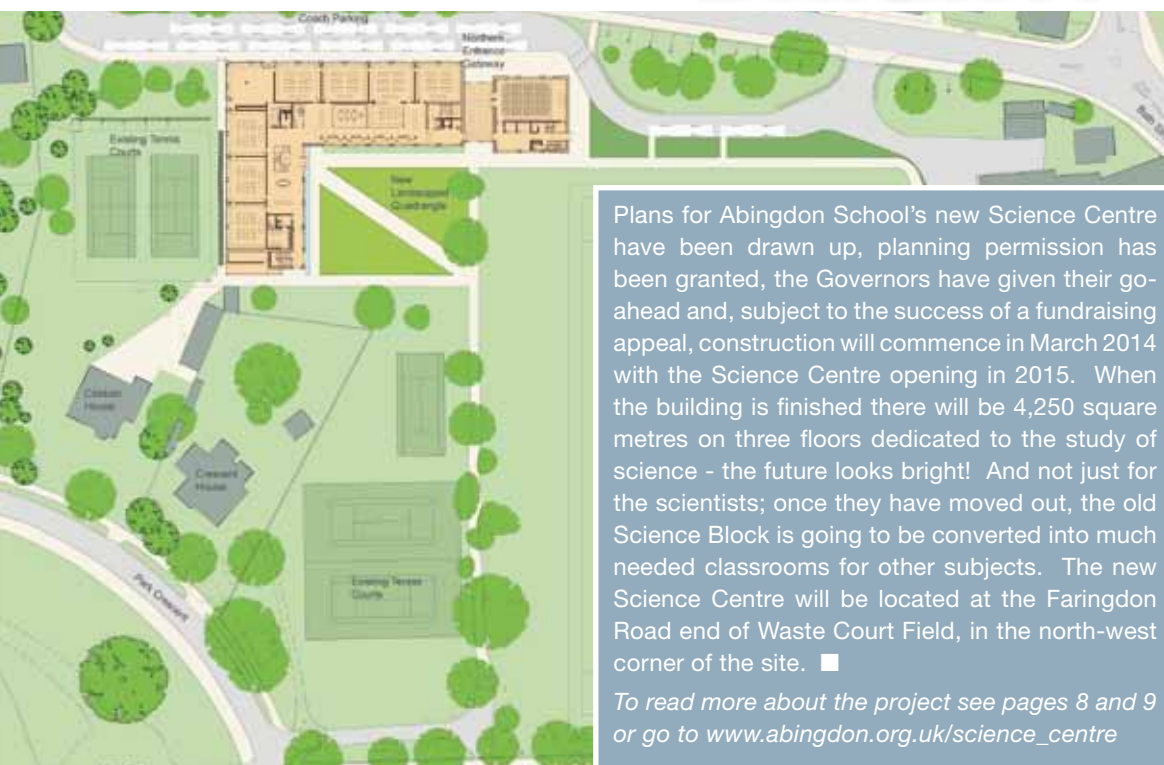 Coach Parking
Northern
Entrance
Gateway
Existing Tennis
Courts
New
Landscaped
Quadrangle
Crescent
House
Park Crescent
Existing Tennis
Courts
Plans for Abingdon School's new Science Centre
have been drawn up, planning permission has
been granted, the Governors have given their go-
ahead and, subject to the success of a fundraising
appeal, construction will commence in March 2014
with the Science Centre opening in 2015. When
the building is finished there will be 4,250 square
metres on three floors dedicated to the study of
science - the future looks bright! And not just for
the scientists; once they have moved out, the old
Science Block is going to be converted into much
needed classrooms for other subjects. The new
Science Centre will be located at the Faringdon
Road end of Waste Court Field, in the north-west
corner of the site. ■
To read more about the project see pages 8 and 9
or go to www.abingdon.org.uk/science_centre